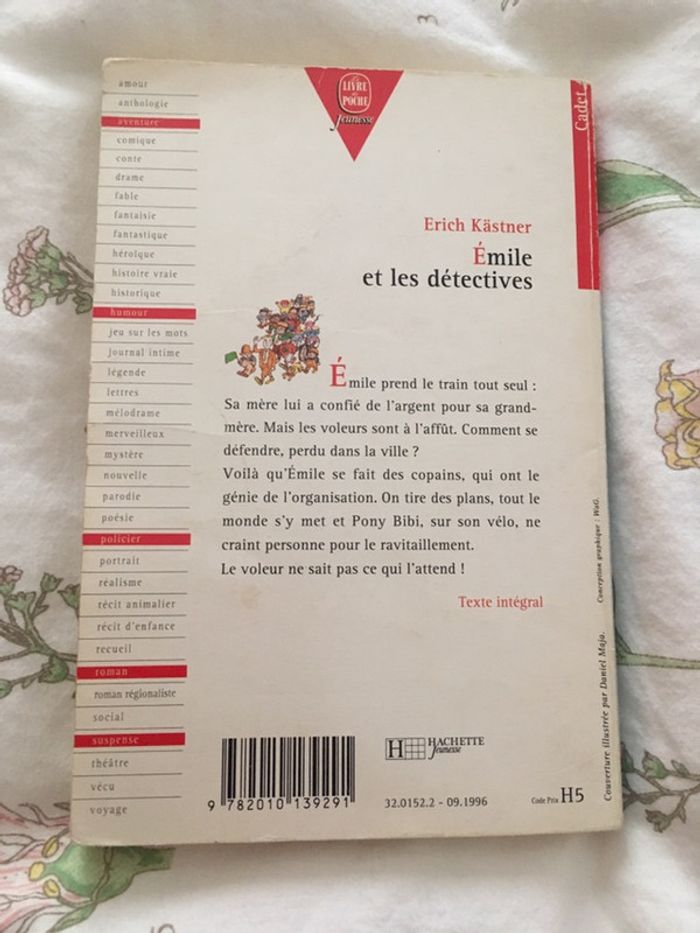 amour
anthologie
aventure
comique
conte
drame
fable
fantaisie
fantastique
héroïque
histoire vraie
historique
humour
jeu sur les mots
journal intime
légende
lettres
mélodrame
merveilleux
mystère
nouvelle
parodie
poésie
policier
portrait
réalisme
récit animalier
récit d'enfance
recueil
roman
roman régionaliste
social
suspense
théâtre
vécu
voyage
Le
LIVRE
de
POCHE
Jeunesse
Cadet
Erich Kästner
Émile
et les détectives
Émile prend le train tout seul :
Sa mère lui a confié de l'argent pour sa grand-
mère. Mais les voleurs sont à l'affût. Comment se
défendre, perdu dans la ville ?
Voilà qu'Émile se fait des copains, qui ont le
génie de l'organisation. On tire des plans, tout le
monde s'y met et Pony Bibi, sur son vélo, ne
craint personne pour le ravitaillement.
Le voleur ne sait pas ce qui l'attend !
Texte intégral
9 782010 139291
H HACHETTE
Jeunesse
32.0152.2 - 09.1996
Code Prix H5
Couverture illustrée par Daniel Maja. Conception graphique : WaG.